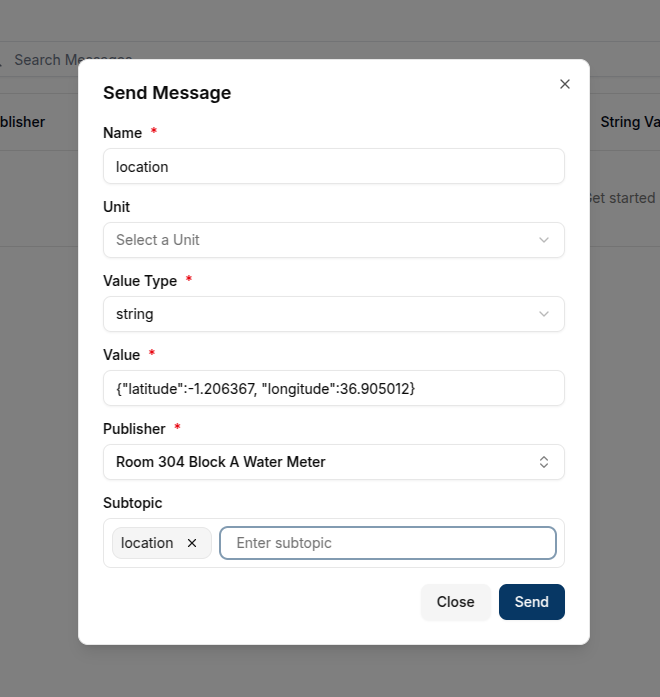 Search Messages
blisher
String Va
Get started
Send Message
Name *
location
Unit
Select a Unit
Value Type *
string
Value *
{"latitude":-1.206367, "longitude":36.905012}
Publisher *
Room 304 Block A Water Meter
Subtopic
location
Enter subtopic
Close
Send